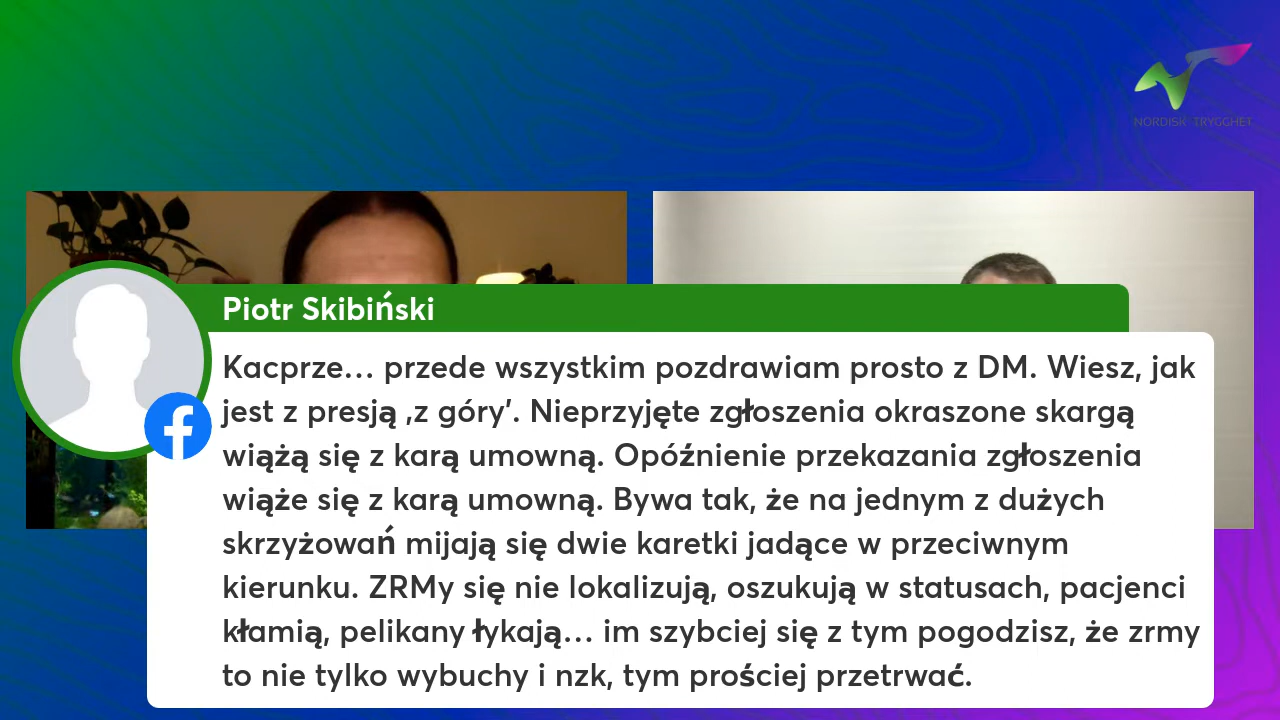 NORDISK TRYGGHET
Piotr Skibiński
Kacprze... przede wszystkim pozdrawiam prosto z DM. Wiesz, jak
jest z presją ‚z góry’. Nieprzyjęte zgłoszenia okraszone skargą
wiążą się z karą umowną. Opóźnienie przekazania zgłoszenia
wiąże się z karą umowną. Bywa tak, że na jednym z dużych
skrzyżowań mijają się dwie karetki jadące w przeciwnym
kierunku. ZRMy się nie lokalizują, oszukują w statusach, pacjenci
kłamią, pelikany łykają... im szybciej się z tym pogodzisz, że zrmy
to nie tylko wybuchy i nzk, tym prościej przetrwać.